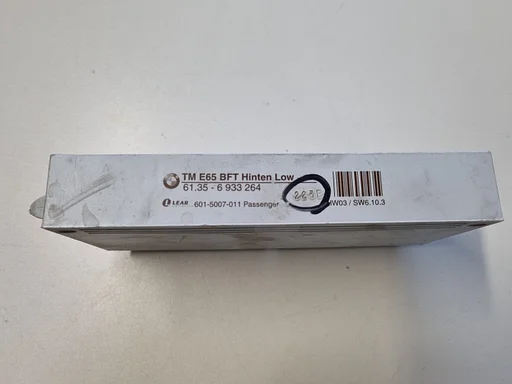 TM E65 BFT Hinten Low
61.35 - 6 933 264
LEAR 601-5007-011 Passenger HW03 / SW6.10.3